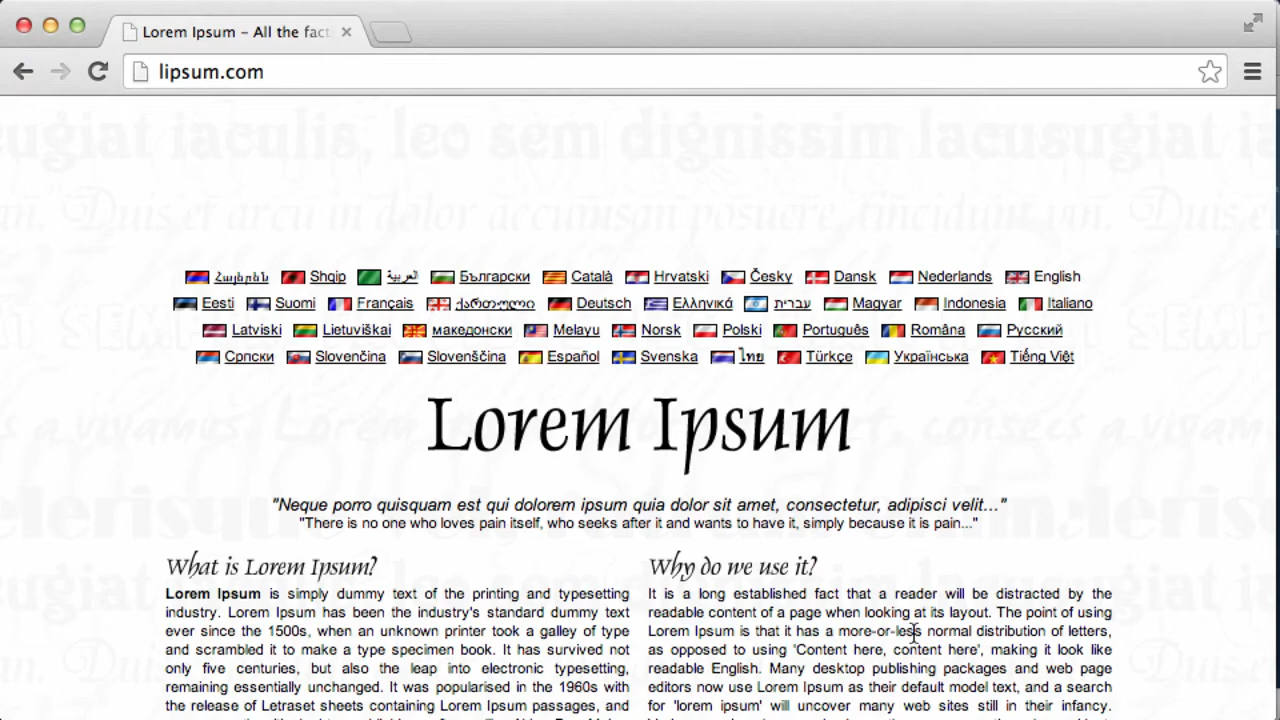 Lorem Ipsum – All the fact
lipsum.com
Հայերեն Shqip العربية Български Català Hrvatski Česky Dansk Nederlands English
Eesti Suomi Français ქართული Deutsch Ελληνικά עברית Magyar Indonesia Italiano
Latviski Lietuviškai македонски Melayu Norsk Polski Português Româna Русский
Српски Slovenčina Slovenščina Español Svenska ไทย Türkçe Українська Tiếng Việt
Lorem Ipsum
"Neque porro quisquam est qui dolorem ipsum quia dolor sit amet, consectetur, adipisci velit..."
"There is no one who loves pain itself, who seeks after it and wants to have it, simply because it is pain..."
What is Lorem Ipsum?
Lorem Ipsum is simply dummy text of the printing and typesetting
industry. Lorem Ipsum has been the industry's standard dummy text
ever since the 1500s, when an unknown printer took a galley of type
and scrambled it to make a type specimen book. It has survived not
only five centuries, but also the leap into electronic typesetting,
remaining essentially unchanged. It was popularised in the 1960s with
the release of Letraset sheets containing Lorem Ipsum passages, and
Why do we use it?
It is a long established fact that a reader will be distracted by the
readable content of a page when looking at its layout. The point of using
Lorem Ipsum is that it has a more-or-less normal distribution of letters,
as opposed to using 'Content here, content here', making it look like
readable English. Many desktop publishing packages and web page
editors now use Lorem Ipsum as their default model text, and a search
for 'lorem ipsum' will uncover many web sites still in their infancy.